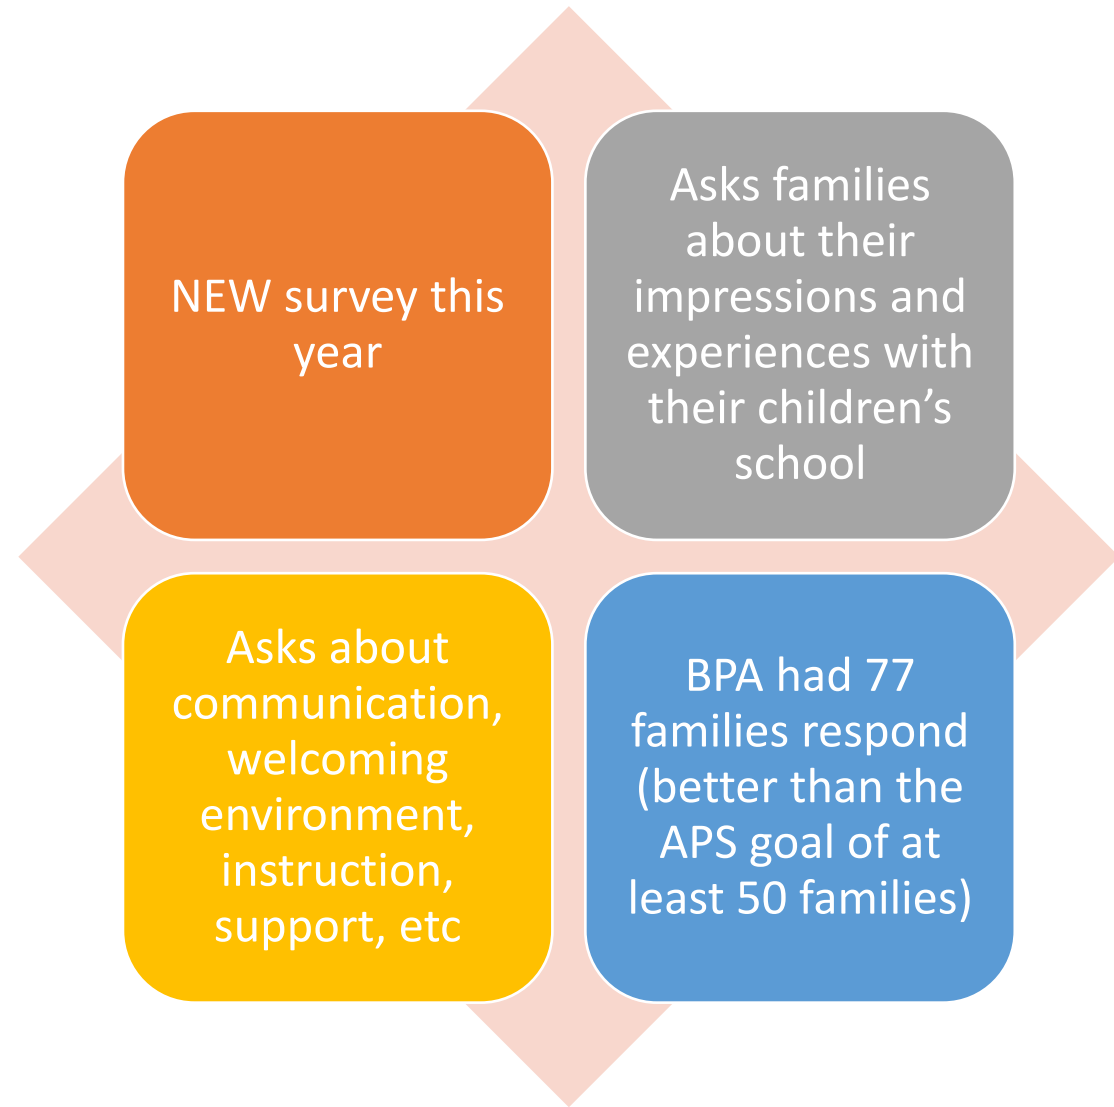 NEW survey this
year
Asks families
about their
impressions and
experiences with
their children’s
school
Asks about
communication,
welcoming
environment,
instruction,
support, etc
BPA had 77
families respond
(better than the
APS goal of at
least 50 families)